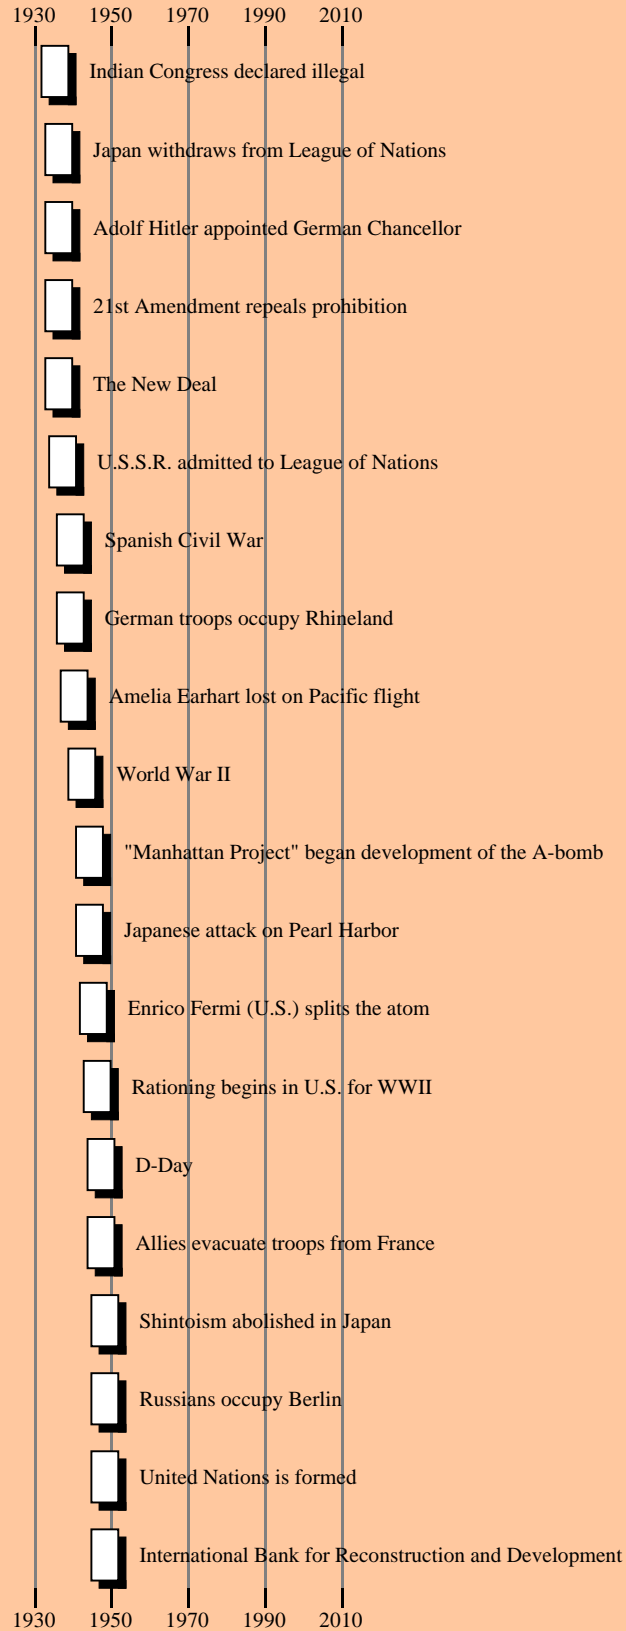 1930 1950 1970 1990 2010
Indian Congress declared illegal
Japan withdraws from League of Nations
Adolf Hitler appointed German Chancellor
21st Amendment repeals prohibition
The New Deal
U.S.S.R. admitted to League of Nations
Spanish Civil War
German troops occupy Rhineland
Amelia Earhart lost on Pacific flight
World War II
"Manhattan Project" began development of the A-bomb
Japanese attack on Pearl Harbor
Enrico Fermi (U.S.) splits the atom
Rationing begins in U.S. for WWII
D-Day
Allies evacuate troops from France
Shintoism abolished in Japan
Russians occupy Berlin
United Nations is formed
International Bank for Reconstruction and Development
1930 1950 1970 1990 2010